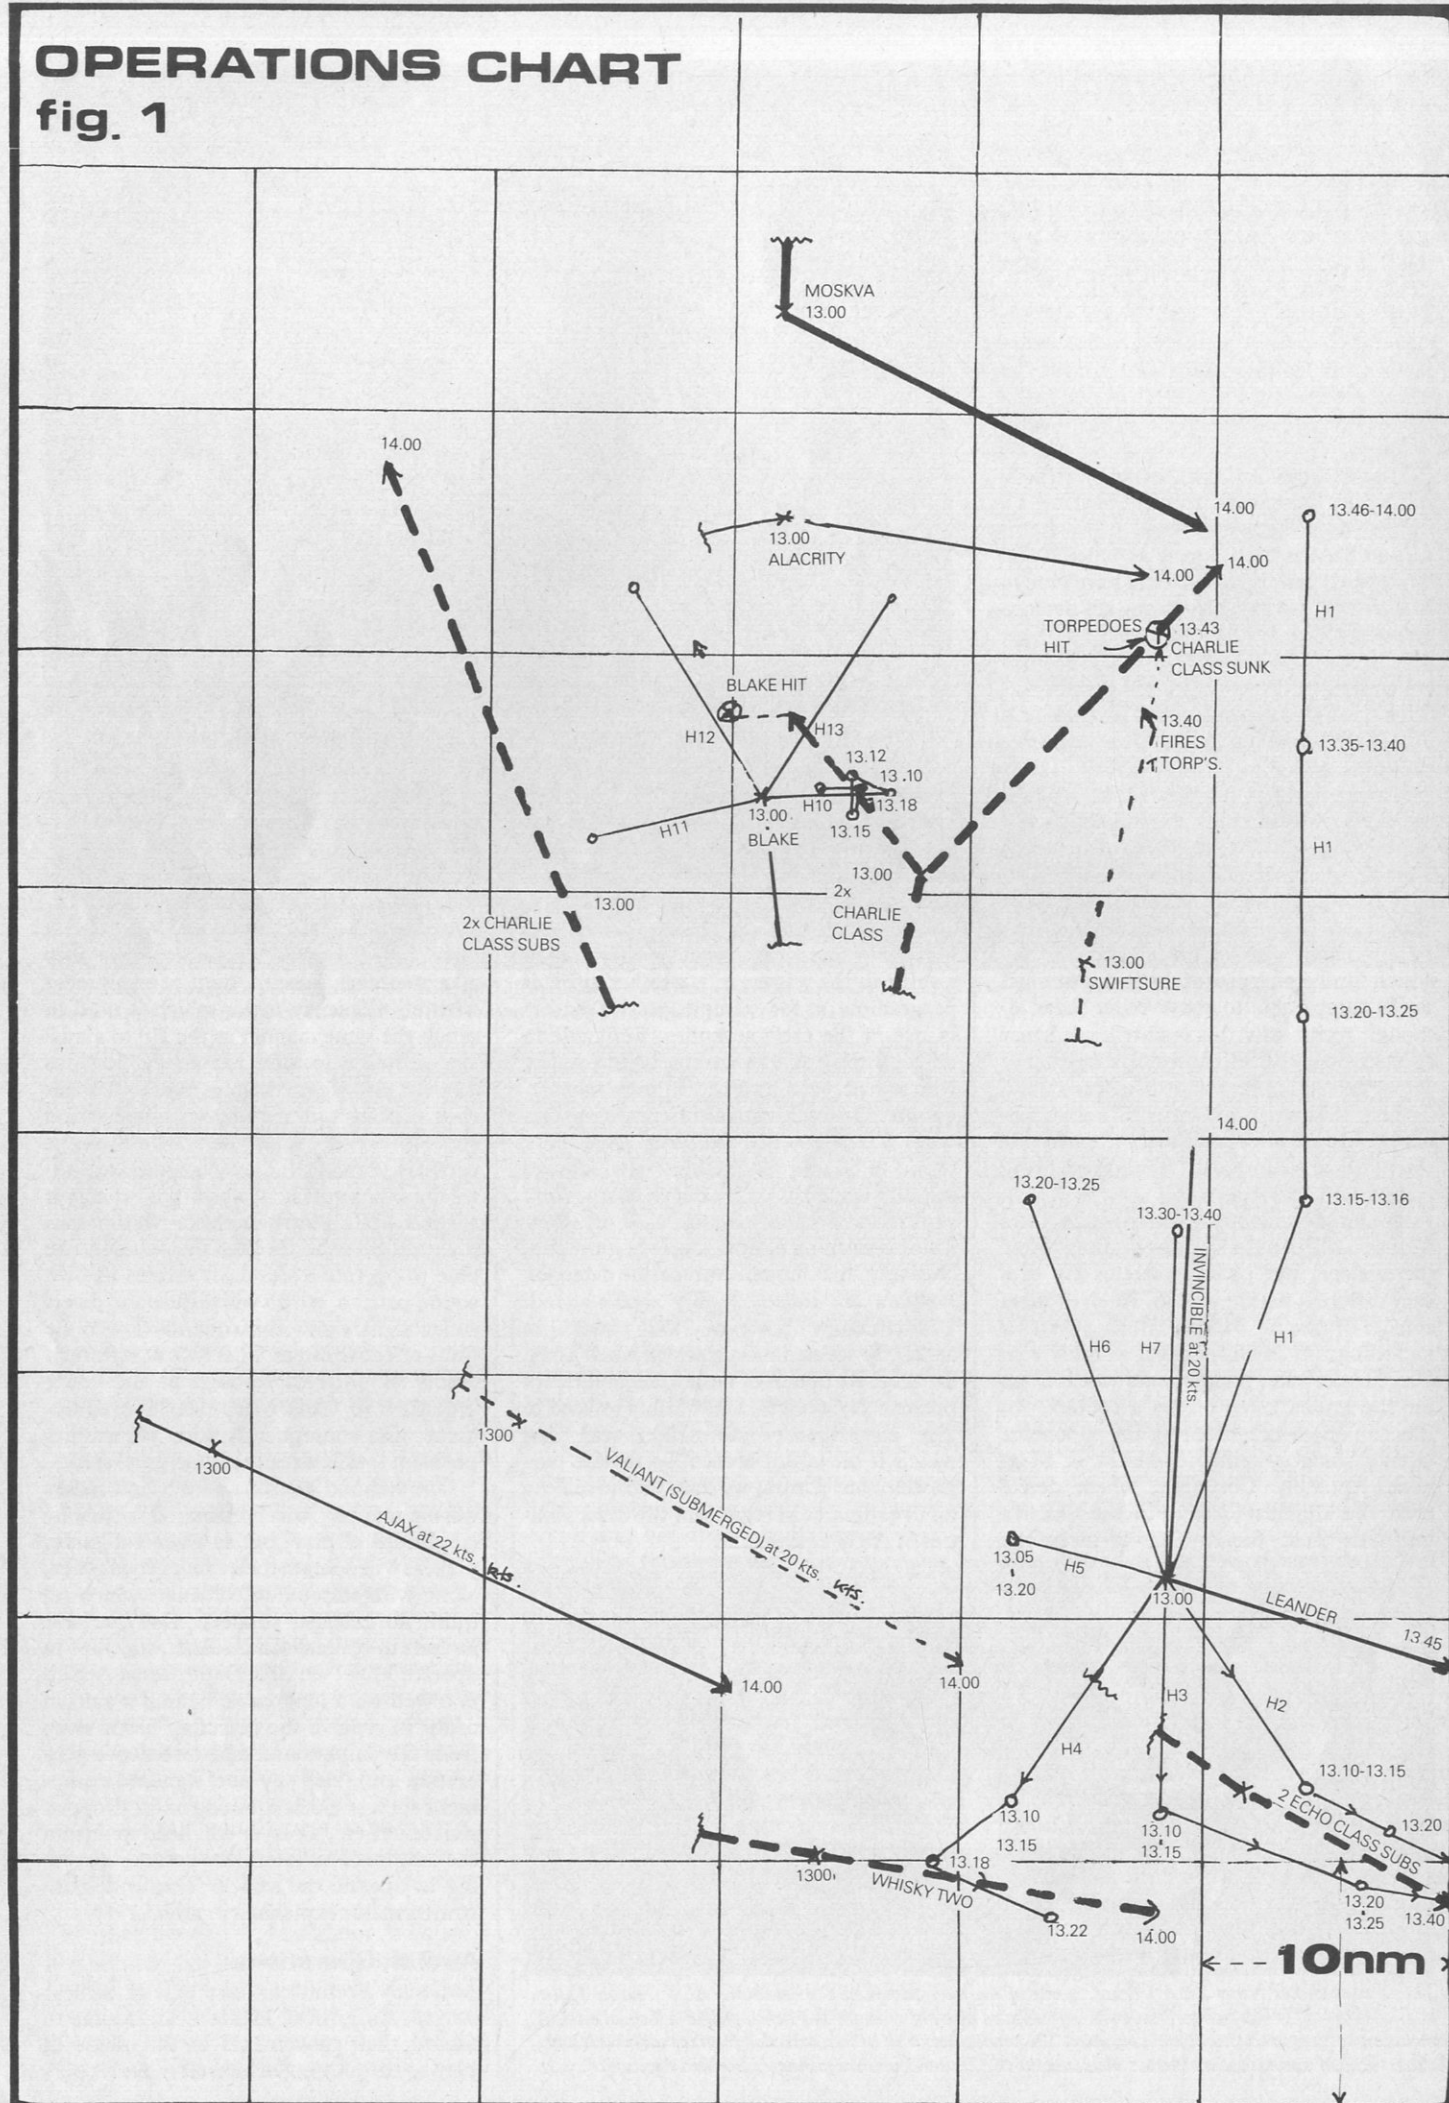 OPERATIONS CHART
fig. 1
MOSKVA
13.00
14.00
14.00
13.46-14.00
13.00
ALACRITY
14.00
14.00
H1
TORPEDOES
HIT
13.43
CHARLIE
CLASS SUNK
BLAKE HIT
H12
H13
13.40
FIRES
TORP'S.
13.35-13.40
13.12
13.10
H10
13.18
13.00
13.15
BLAKE
H11
H1
13.00
2x
CHARLIE
CLASS
13.00
2x CHARLIE
CLASS SUBS
13.00
SWIFTSURE
13.20-13.25
14.00
13.20-13.25
13.15-13.16
13.30-13.40
INVINCIBLE at 20 kts.
H6
H7
H1
1300
1300
VALIANT (SUBMERGED) at 20 kts. kts.
AJAX at 22 kts. kts.
13.05
13.20
H5
13.00
LEANDER
13.45
14.00
14.00
H3
H2
H4
13.10-13.15
2 ECHO CLASS SUBS
13.20
13.10
13.15
13.10
13.15
13.18
1300
WHISKY TWO
13.22
14.00
13.20
13.25
13.40
10nm